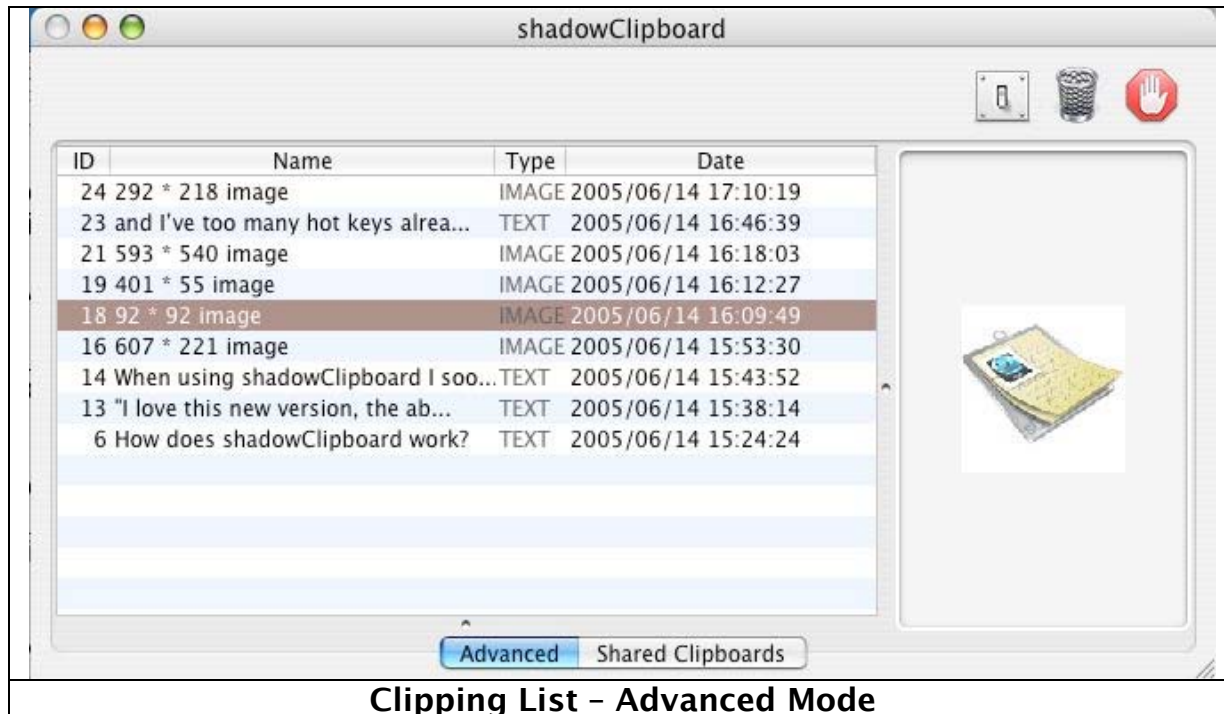 shadowClipboard
ID Name Type Date
24 292 * 218 image IMAGE 2005/06/14 17:10:19
23 and I've too many hot keys alrea... TEXT 2005/06/14 16:46:39
21 593 * 540 image IMAGE 2005/06/14 16:18:03
19 401 * 55 image IMAGE 2005/06/14 16:12:27
18 92 * 92 image IMAGE 2005/06/14 16:09:49
16 607 * 221 image IMAGE 2005/06/14 15:53:30
14 When using shadowClipboard I soo... TEXT 2005/06/14 15:43:52
13 "I love this new version, the ab... TEXT 2005/06/14 15:38:14
6 How does shadowClipboard work? TEXT 2005/06/14 15:24:24
Advanced Shared Clipboards
Clipping List – Advanced Mode